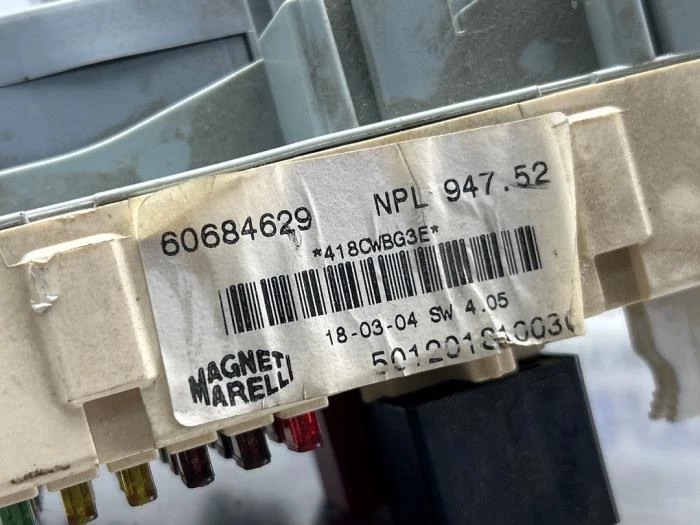 60684629 NPL 947.52
*418CWBG3E*
18-03-04 SW 4.05
MAGNETI
MARELLI